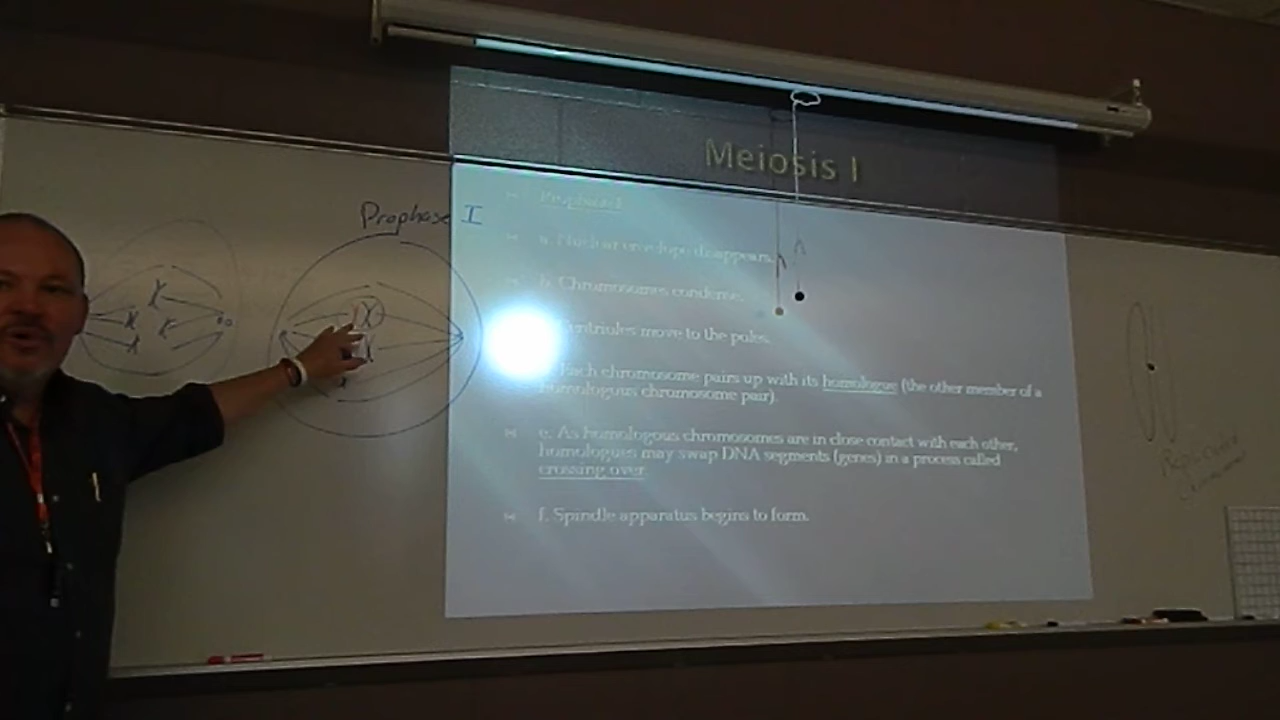 Meiosis I
Prophase I
Prophase I
a. Nuclear envelope disappears.
b. Chromosomes condense.
Centrioles move to the poles.
Each chromosome pairs up with its homologue (the other member of a
homologous chromosome pair).
e. As homologous chromosomes are in close contact with each other,
homologues may swap DNA segments (genes) in a process called
crossing over.
f. Spindle apparatus begins to form.